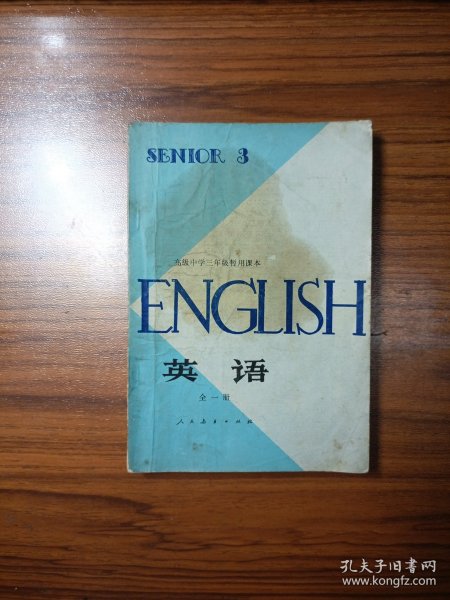 SENIOR 3
高级中学三年级暂用课本
ENGLISH
英语
全一册
人民教育出版社
孔夫子旧书网
www.kongfz.com